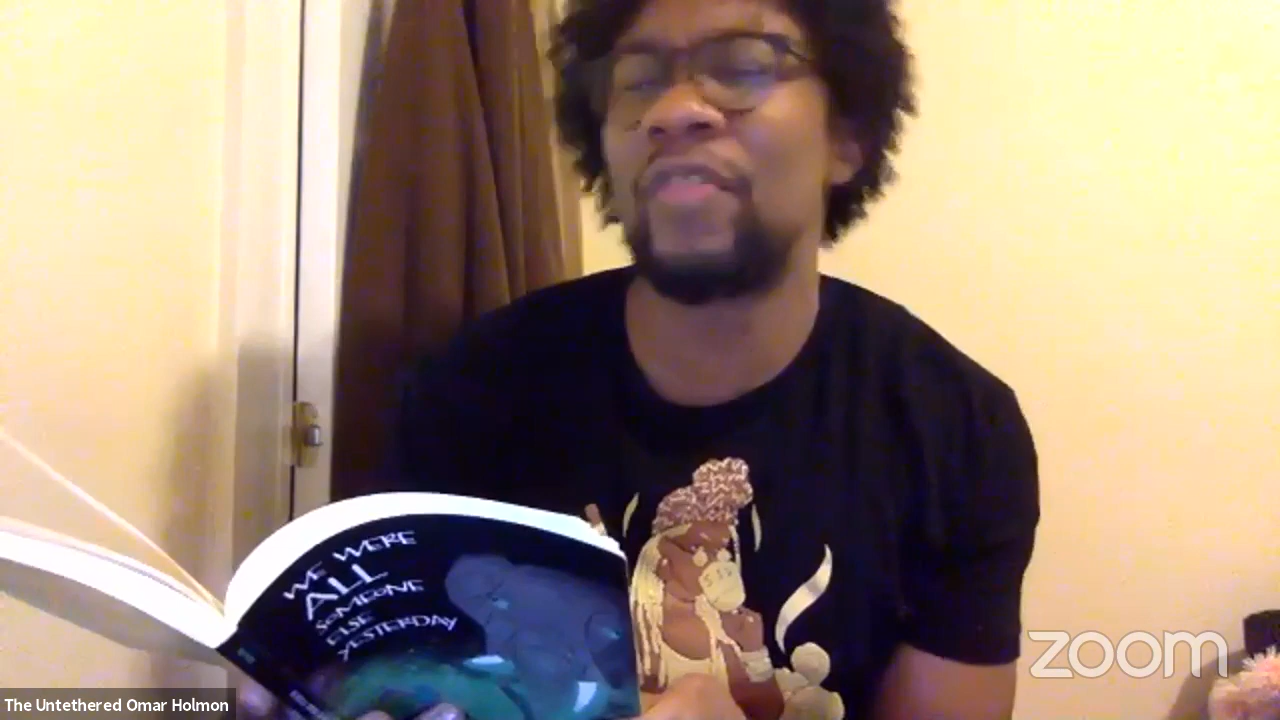 WE WERE
ALL
SOMEONE
ELSE
YESTERDAY
zoom
The Untethered Omar Holmon